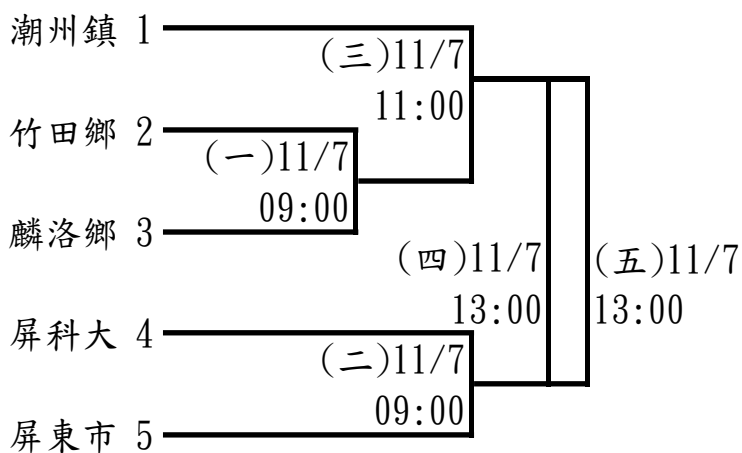 潮州鎮 1
(三)11/7
11:00
竹田鄉 2
(一)11/7
09:00
麟洛鄉 3
(四)11/7
13:00
(五)11/7
13:00
屏科大 4
(二)11/7
09:00
屏東市 5